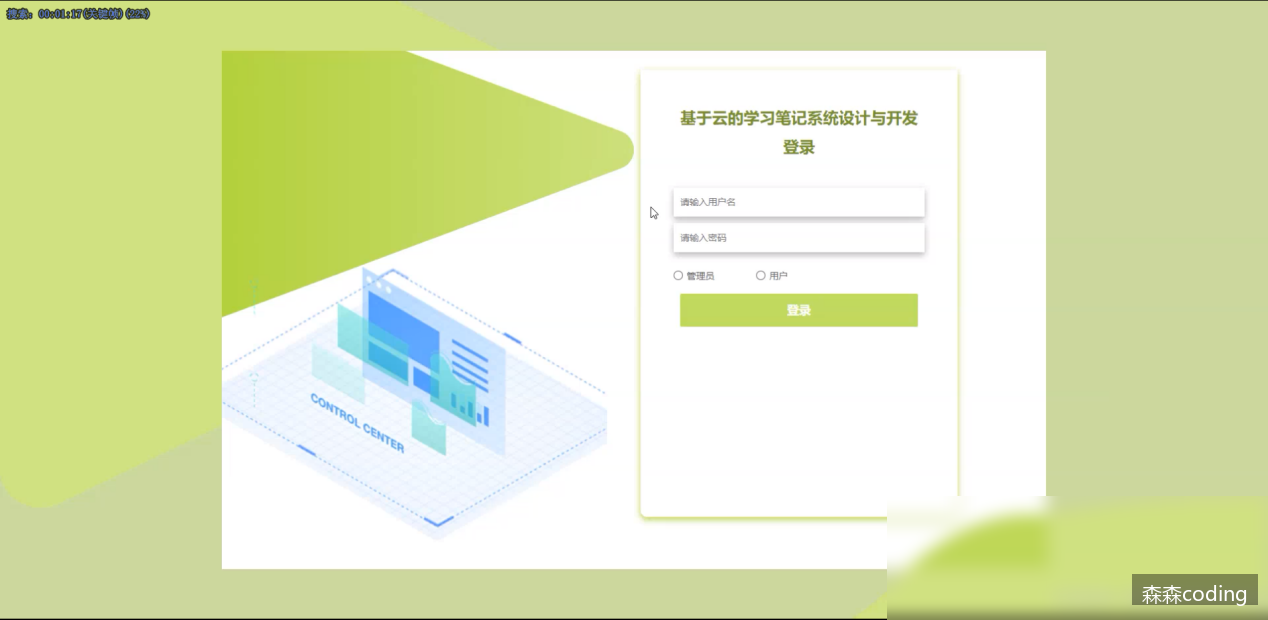 搜索: 00:01:17(关键帧)(22%)
基于云的学习笔记系统设计与开发
登录
请输入用户名
请输入密码
管理员 用户
登录
CONTROL CENTER
森森coding